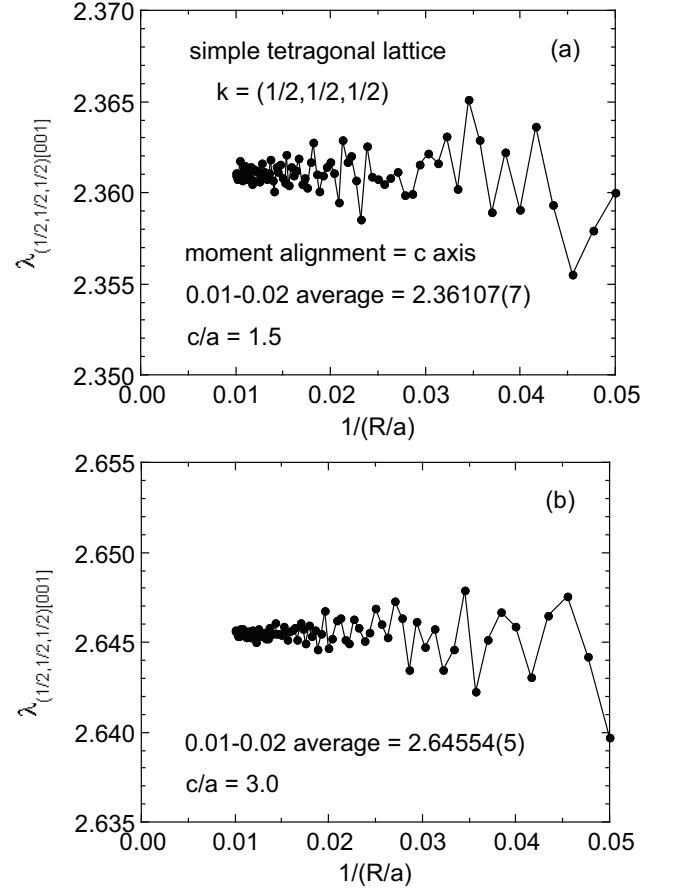 2.370
simple tetragonal lattice
(a)
k = (1/2,1/2,1/2)
2.365
2.360
λ(1/2,1/2,1/2)[001]
moment alignment = c axis
2.355
0.01-0.02 average = 2.36107(7)
c/a = 1.5
2.350
0.00 0.01 0.02 0.03 0.04 0.05
1/(R/a)
2.655
(b)
2.650
2.645
λ(1/2,1/2,1/2)[001]
2.640
0.01-0.02 average = 2.64554(5)
c/a = 3.0
2.635
0.00 0.01 0.02 0.03 0.04 0.05
1/(R/a)